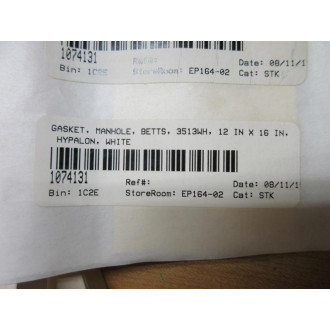 1074131 Ref#: Date: 08/11/1
Bin: 1C2E StoreRoom: EP164-02 Cat: STK
GASKET, MANHOLE, BETTS, 3513WH, 12 IN X 16 IN,
HYPALON, WHITE
1074131 Ref#: Date: 08/11/1
Bin: 1C2E StoreRoom: EP164-02 Cat: STK